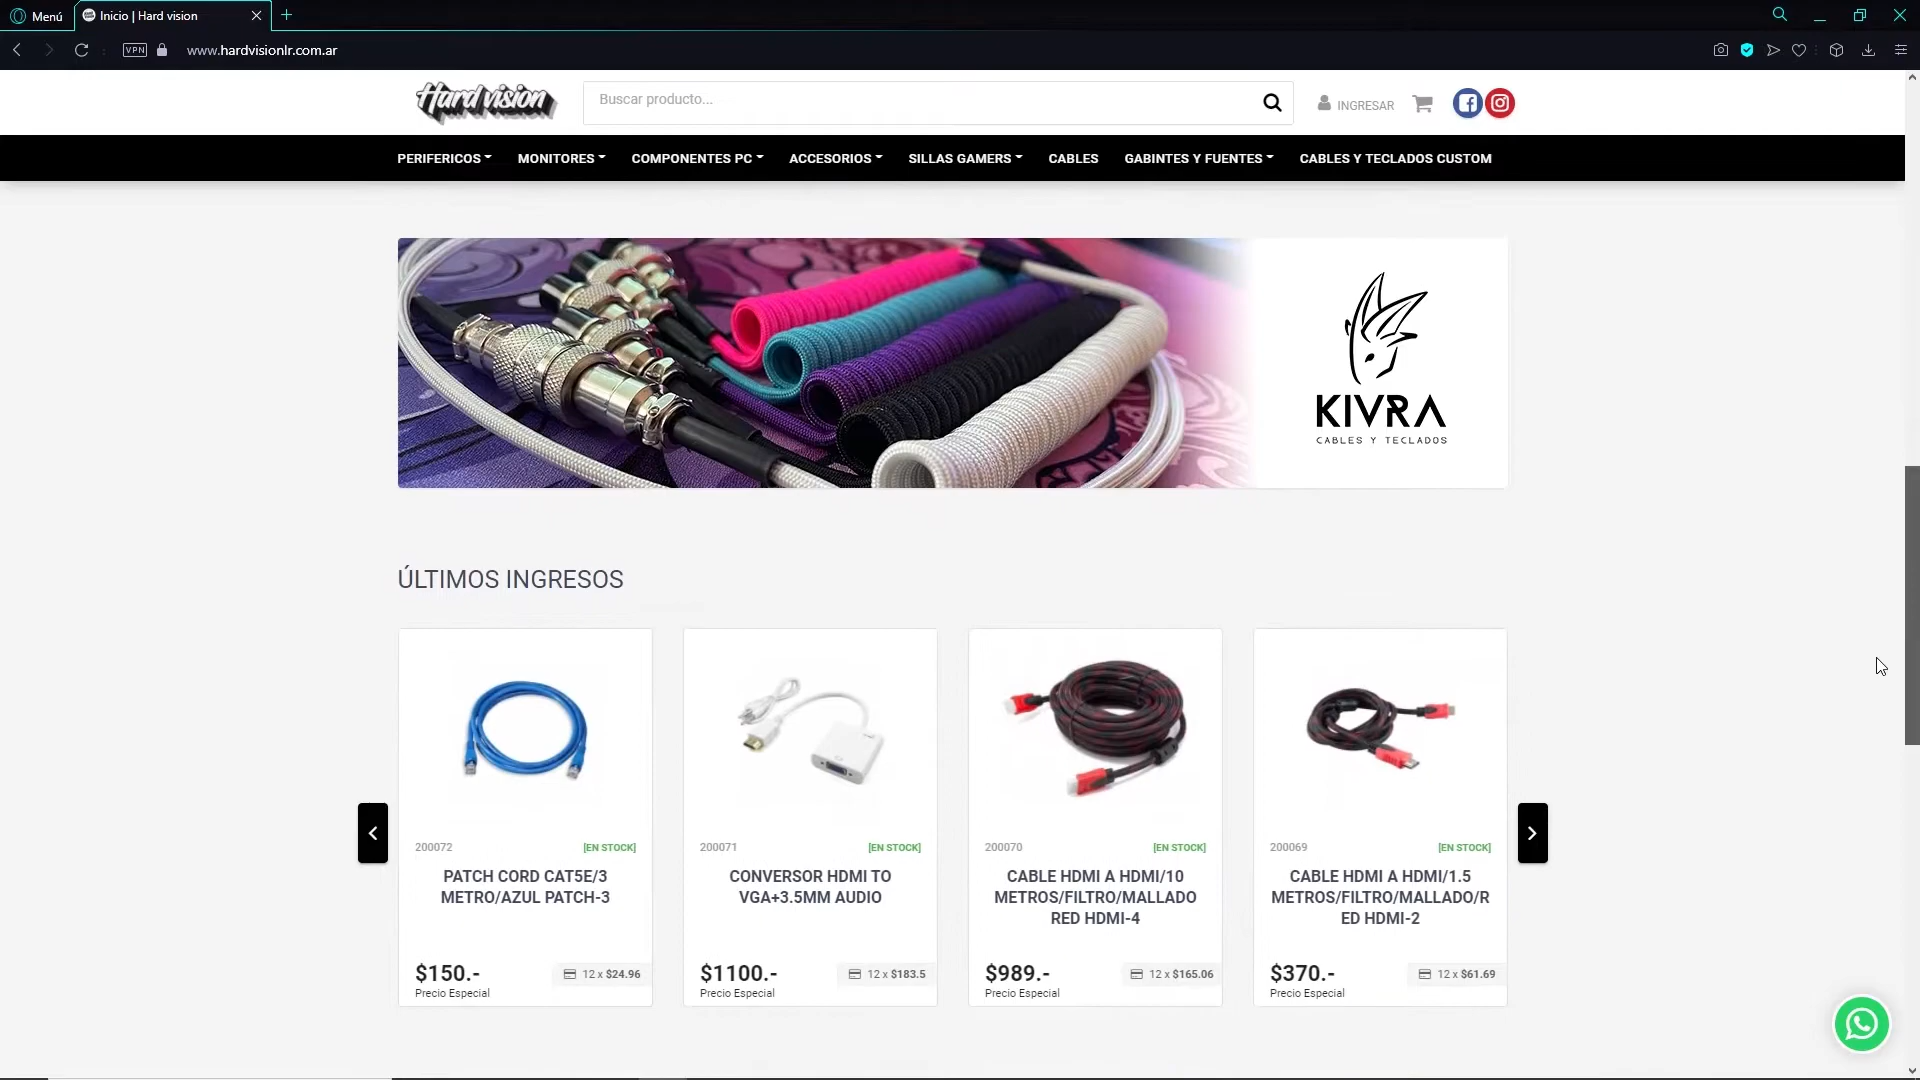 Menú
Inicio | Hard vision
VPN
www.hardvisionlr.com.ar
Hard vision
Buscar producto...
INGRESAR
PERIFERICOS
MONITORES
COMPONENTES PC
ACCESORIOS
SILLAS GAMERS
CABLES
GABINTES Y FUENTES
CABLES Y TECLADOS CUSTOM
KIVRA
CABLES Y TECLADOS
ÚLTIMOS INGRESOS
200072
[EN STOCK]
PATCH CORD CAT5E/3
METRO/AZUL PATCH-3
$150.-
12 x $24.96
Precio Especial
200071
[EN STOCK]
CONVERSOR HDMI TO
VGA+3.5MM AUDIO
$1100.-
12 x $183.5
Precio Especial
200070
[EN STOCK]
CABLE HDMI A HDMI/10
METROS/FILTRO/MALLADO
RED HDMI-4
$989.-
12 x $165.06
Precio Especial
200069
[EN STOCK]
CABLE HDMI A HDMI/1.5
METROS/FILTRO/MALLADO/R
ED HDMI-2
$370.-
12 x $61.69
Precio Especial